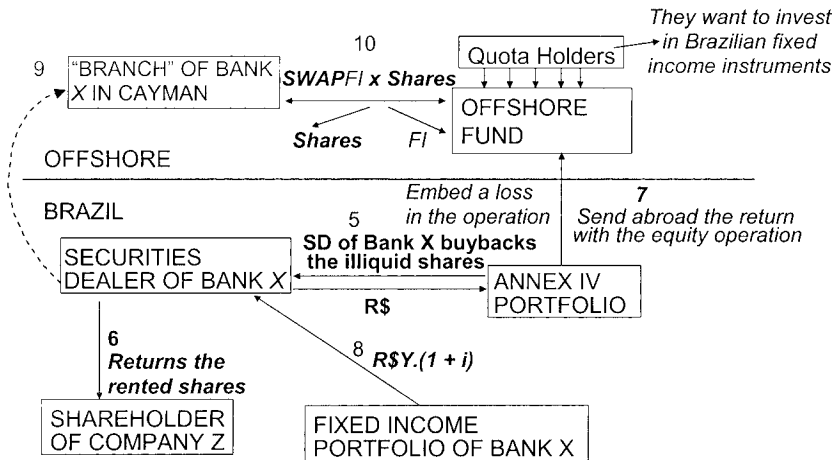 They want to invest
in Brazilian fixed
income instruments
10
Quota Holders
9
"BRANCH" OF BANK
X IN CAYMAN
SWAP FI x Shares
OFFSHORE
FUND
Shares
FI
OFFSHORE
BRAZIL
Embed a loss
in the operation
7
Send abroad the return
with the equity operation
5
SD of Bank X buybacks
the illiquid shares
SECURITIES
DEALER OF BANK X
R$
ANNEX IV
PORTFOLIO
6
Returns the
rented shares
8
R$Y.(1 + i)
SHAREHOLDER
OF COMPANY Z
FIXED INCOME
PORTFOLIO OF BANK X